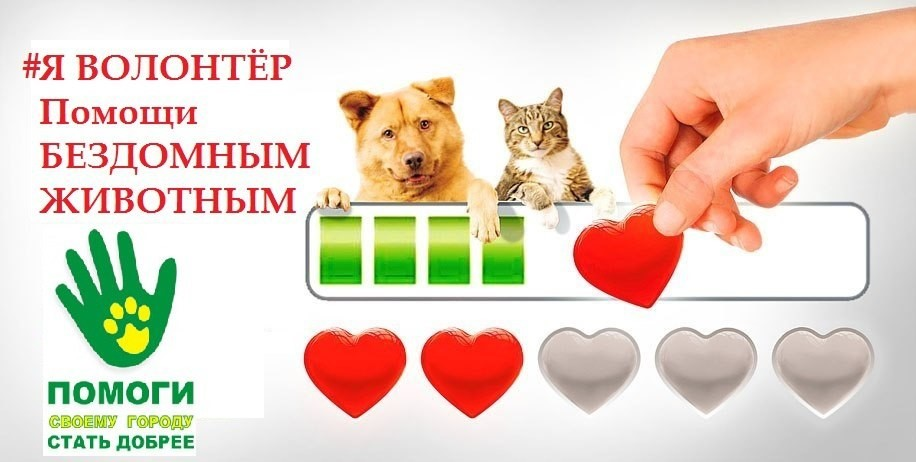 #Я ВОЛОНТЁР
Помощи
БЕЗДОМНЫМ
ЖИВОТНЫМ
ПОМОГИ
СВОЕМУ ГОРОДУ
СТАТЬ ДОБРЕЕ